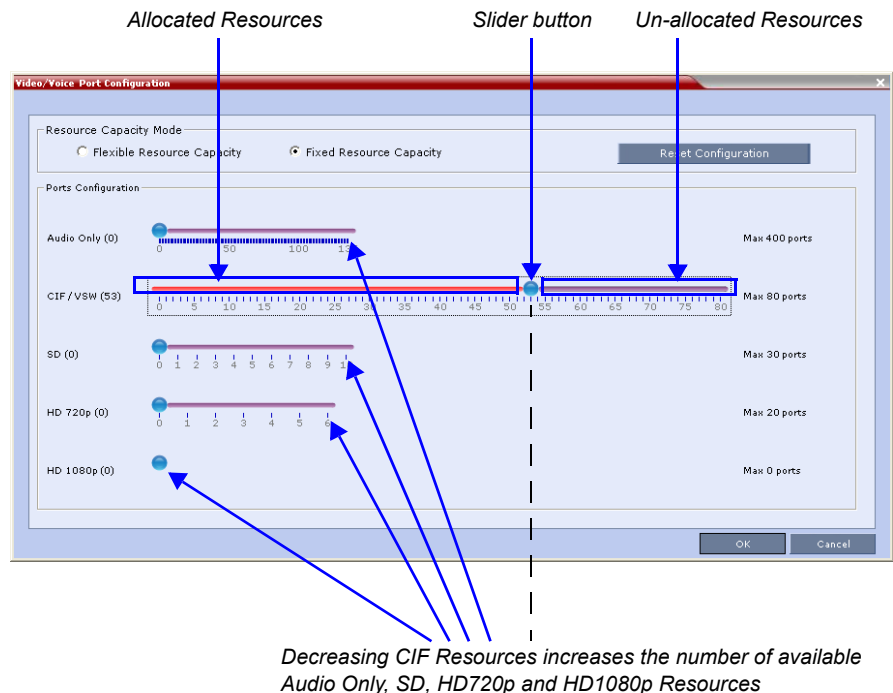 Allocated Resources Slider button Un-allocated Resources
Video/Voice Port Configuration
Resource Capacity Mode
Flexible Resource Capacity Fixed Resource Capacity Reset Configuration
Ports Configuration
Audio Only (0) Max 400 ports
0 50 100
CIF / VSW (53) Max 80 ports
0 5 10 15 20 25 30 35 40 45 50 55 60 65 70 75 80
SD (0) Max 30 ports
0 1 2 3 4 5 6 7 8 9
HD 720p (0) Max 20 ports
0 1 2 3 4 5 6
HD 1080p (0) Max 0 ports
OK Cancel
Decreasing CIF Resources increases the number of available
Audio Only, SD, HD720p and HD1080p Resources